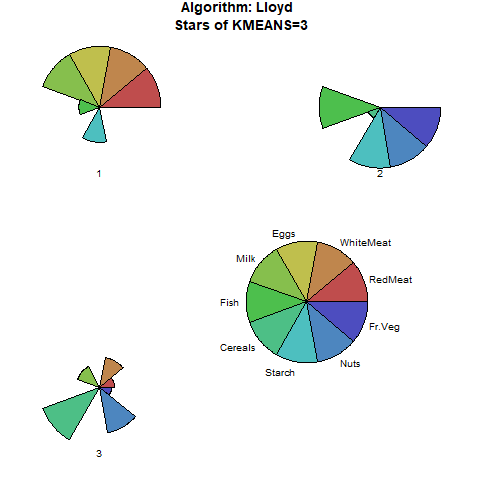 Algorithm: Lloyd
Stars of KMEANS=3
1
2
Eggs
WhiteMeat
Milk
RedMeat
Fish
Fr.Veg
Cereals
Nuts
Starch
3